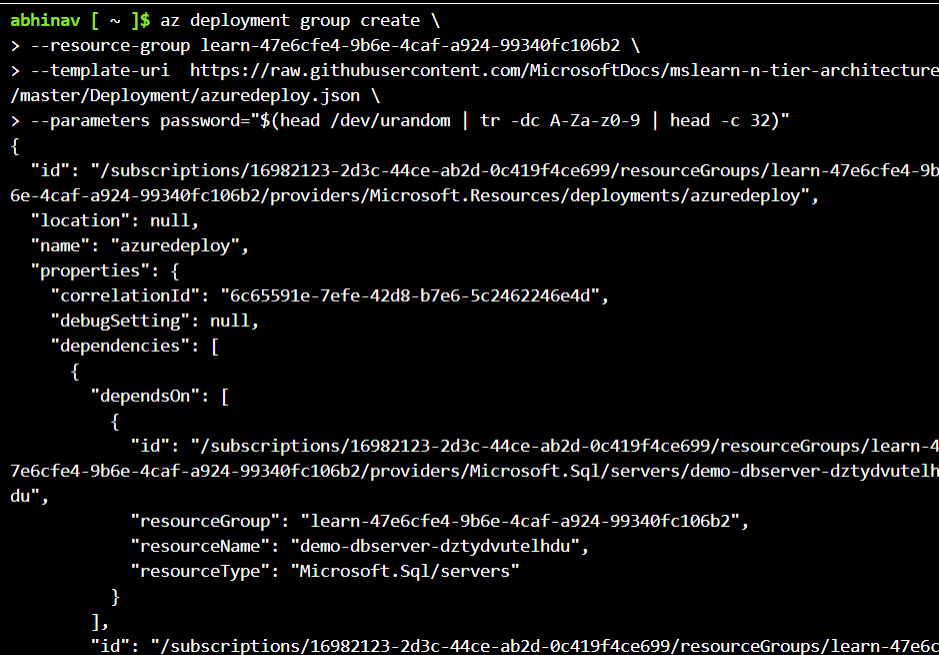 abhinav [ ~ ]$ az deployment group create \
> --resource-group learn-47e6cfe4-9b6e-4caf-a924-99340fc106b2 \
> --template-uri  https://raw.githubusercontent.com/MicrosoftDocs/mslearn-n-tier-architecture
/master/Deployment/azuredeploy.json \
> --parameters password="$(head /dev/urandom | tr -dc A-Za-z0-9 | head -c 32)"
{
  "id": "/subscriptions/16982123-2d3c-44ce-ab2d-0c419f4ce699/resourceGroups/learn-47e6cfe4-9b
6e-4caf-a924-99340fc106b2/providers/Microsoft.Resources/deployments/azuredeploy",
  "location": null,
  "name": "azuredeploy",
  "properties": {
    "correlationId": "6c65591e-7efe-42d8-b7e6-5c2462246e4d",
    "debugSetting": null,
    "dependencies": [
      {
        "dependsOn": [
          {
            "id": "/subscriptions/16982123-2d3c-44ce-ab2d-0c419f4ce699/resourceGroups/learn-4
7e6cfe4-9b6e-4caf-a924-99340fc106b2/providers/Microsoft.Sql/servers/demo-dbserver-dztydvutelh
du",
            "resourceGroup": "learn-47e6cfe4-9b6e-4caf-a924-99340fc106b2",
            "resourceName": "demo-dbserver-dztydvutelhdu",
            "resourceType": "Microsoft.Sql/servers"
          }
        ],
        "id": "/subscriptions/16982123-2d3c-44ce-ab2d-0c419f4ce699/resourceGroups/learn-47e6c